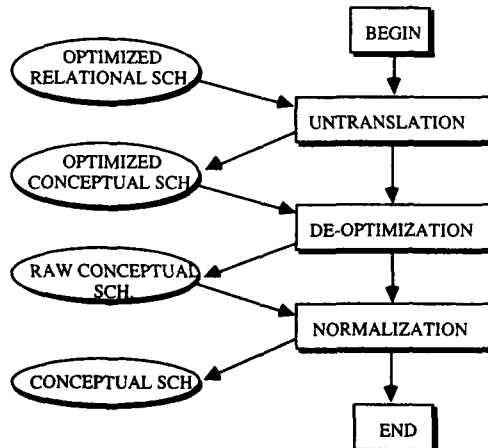 BEGIN
OPTIMIZED
RELATIONAL SCH
UNTRANSLATION
OPTIMIZED
CONCEPTUAL SCH
DE-OPTIMIZATION
RAW CONCEPTUAL
SCH.
NORMALIZATION
CONCEPTUAL SCH
END